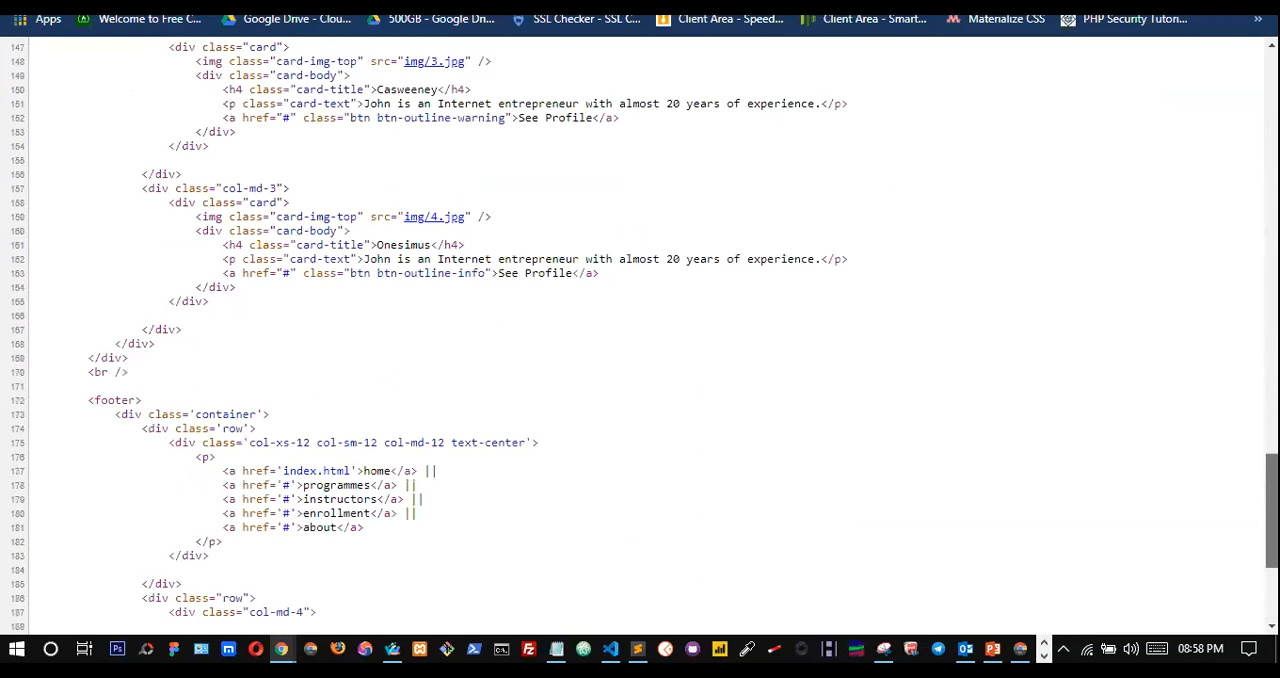 Apps Welcome to Free C... Google Drive - Clou... 500GB - Google Dri... SSL Checker - SSL C... Client Area - Speed... Client Area - Smart... Materialize CSS PHP Security Tuton... »
147 <div class="card">
148 <img class="card-img-top" src="img/3.jpg" />
149 <div class="card-body">
150 <h4 class="card-title">Casweeney</h4>
151 <p class="card-text">John is an Internet entrepreneur with almost 20 years of experience.</p>
152 <a href="#" class="btn btn-outline-warning">See Profile</a>
153 </div>
154 </div>
155
156 </div>
157 <div class="col-md-3">
158 <div class="card">
159 <img class="card-img-top" src="img/4.jpg" />
160 <div class="card-body">
161 <h4 class="card-title">Onesimus</h4>
162 <p class="card-text">John is an Internet entrepreneur with almost 20 years of experience.</p>
163 <a href="#" class="btn btn-outline-info">See Profile</a>
164 </div>
165 </div>
166
167 </div>
168 </div>
169 </div>
170 <br />
171
172 <footer>
173 <div class='container'>
174 <div class='row'>
175 <div class='col-xs-12 col-sm-12 col-md-12 text-center'>
176 <p>
177 <a href='index.html'>home</a> ||
178 <a href='#'>programmes</a> ||
179 <a href='#'>instructors</a> ||
180 <a href='#'>enrollment</a> ||
181 <a href='#'>about</a>
182 </p>
183 </div>
184
185 </div>
186 <div class="row">
187 <div class="col-md-4">
188
08:58 PM